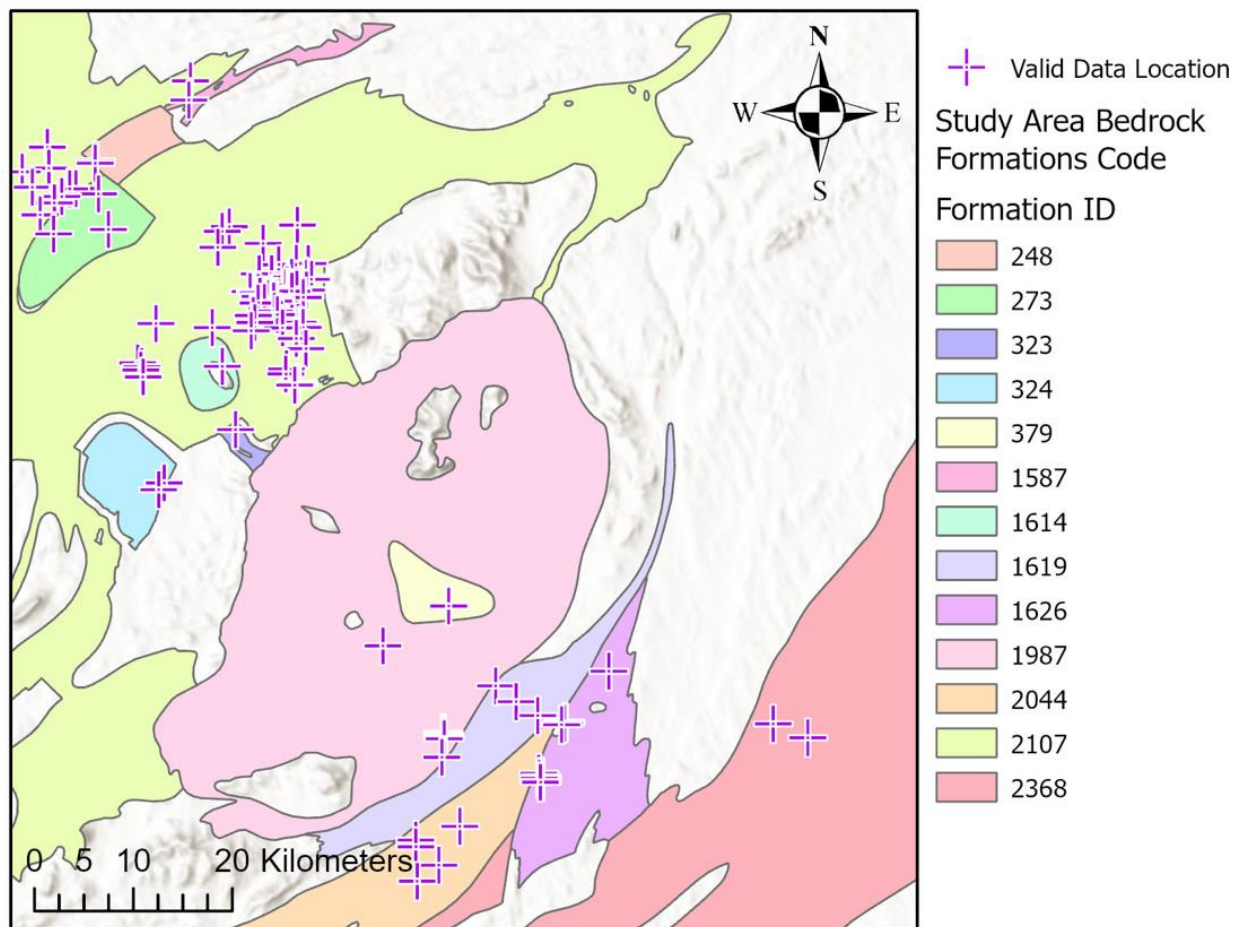 N
W E
S
0 5 10 20 Kilometers
Valid Data Location
Study Area Bedrock
Formations Code
Formation ID
248
273
323
324
379
1587
1614
1619
1626
1987
2044
2107
2368